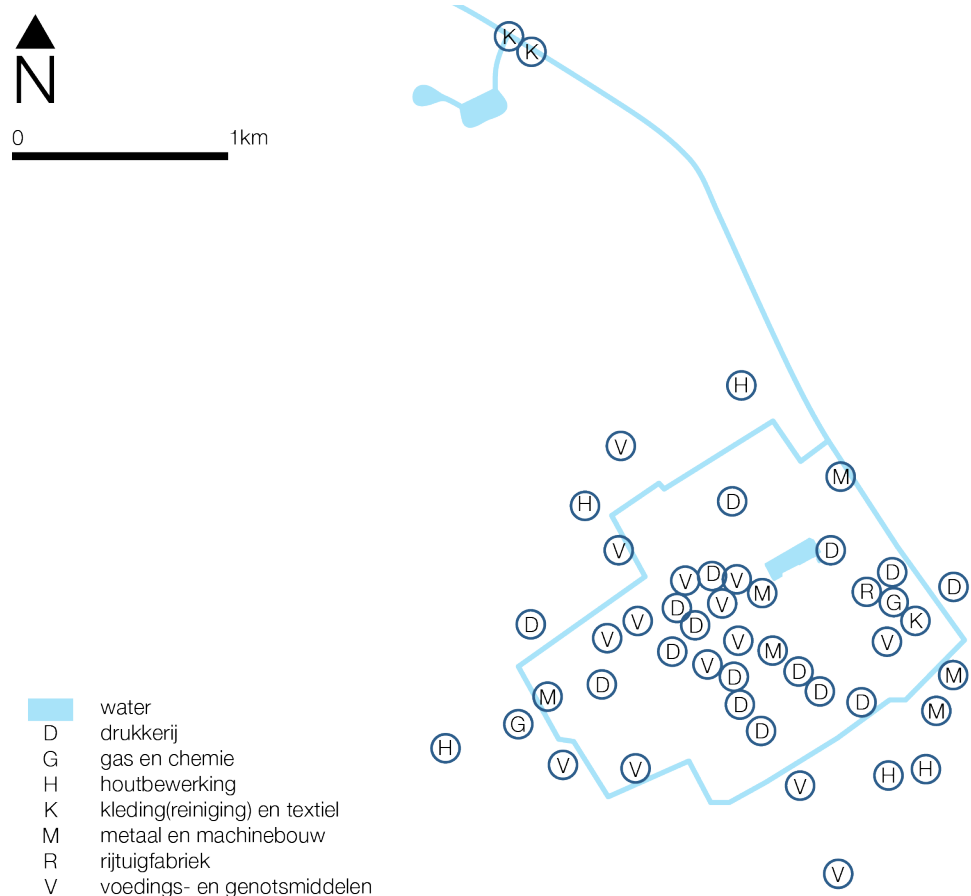 N
0 1km
K
K
H
V
M
D
H
V
D
D
V
D
V
M
R
G
D
D
V
K
D
D
V
V
D
V
V
D
M
V
D
D
M
D
D
M
D
D
M
G
D
H
V
V
H
H
V
V
water
D drukkerij
G gas en chemie
H houtbewerking
K kleding(reiniging) en textiel
M metaal en machinebouw
R rijtuigfabriek
V voedings- en genotsmiddelen